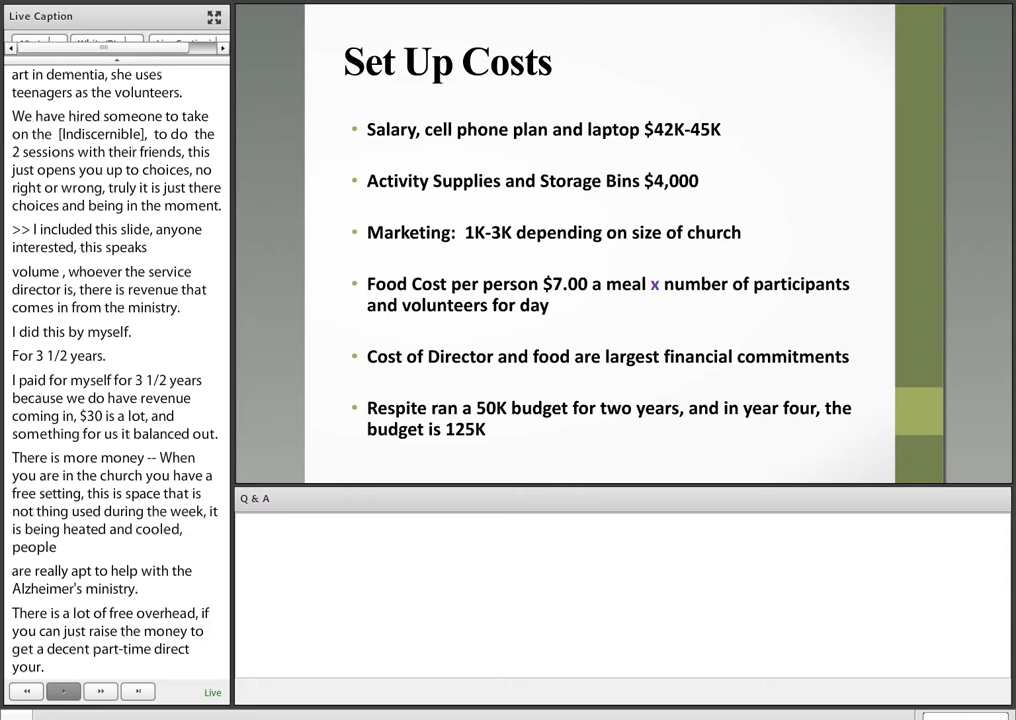 Live Caption
art in dementia, she uses
teenagers as the volunteers.
We have hired someone to take
on the [Indiscernible], to do the
2 sessions with their friends, this
just opens you up to choices, no
right or wrong, truly it is just there
choices and being in the moment.
>> I included this slide, anyone
interested, this speaks
volume , whoever the service
director is, there is revenue that
comes in from the ministry.
I did this by myself.
For 3 1/2 years.
I paid for myself for 3 1/2 years
because we do have revenue
coming in, $30 is a lot, and
something for us it balanced out.
There is more money -- When
you are in the church you have a
free setting, this is space that is
not thing used during the week, it
is being heated and cooled,
people
are really apt to help with the
Alzheimer's ministry.
There is a lot of free overhead, if
you can just raise the money to
get a decent part-time direct
your.
Live
Set Up Costs
• Salary, cell phone plan and laptop $42K-45K
• Activity Supplies and Storage Bins $4,000
• Marketing: 1K-3K depending on size of church
• Food Cost per person $7.00 a meal x number of participants
and volunteers for day
• Cost of Director and food are largest financial commitments
• Respite ran a 50K budget for two years, and in year four, the
budget is 125K
Q & A